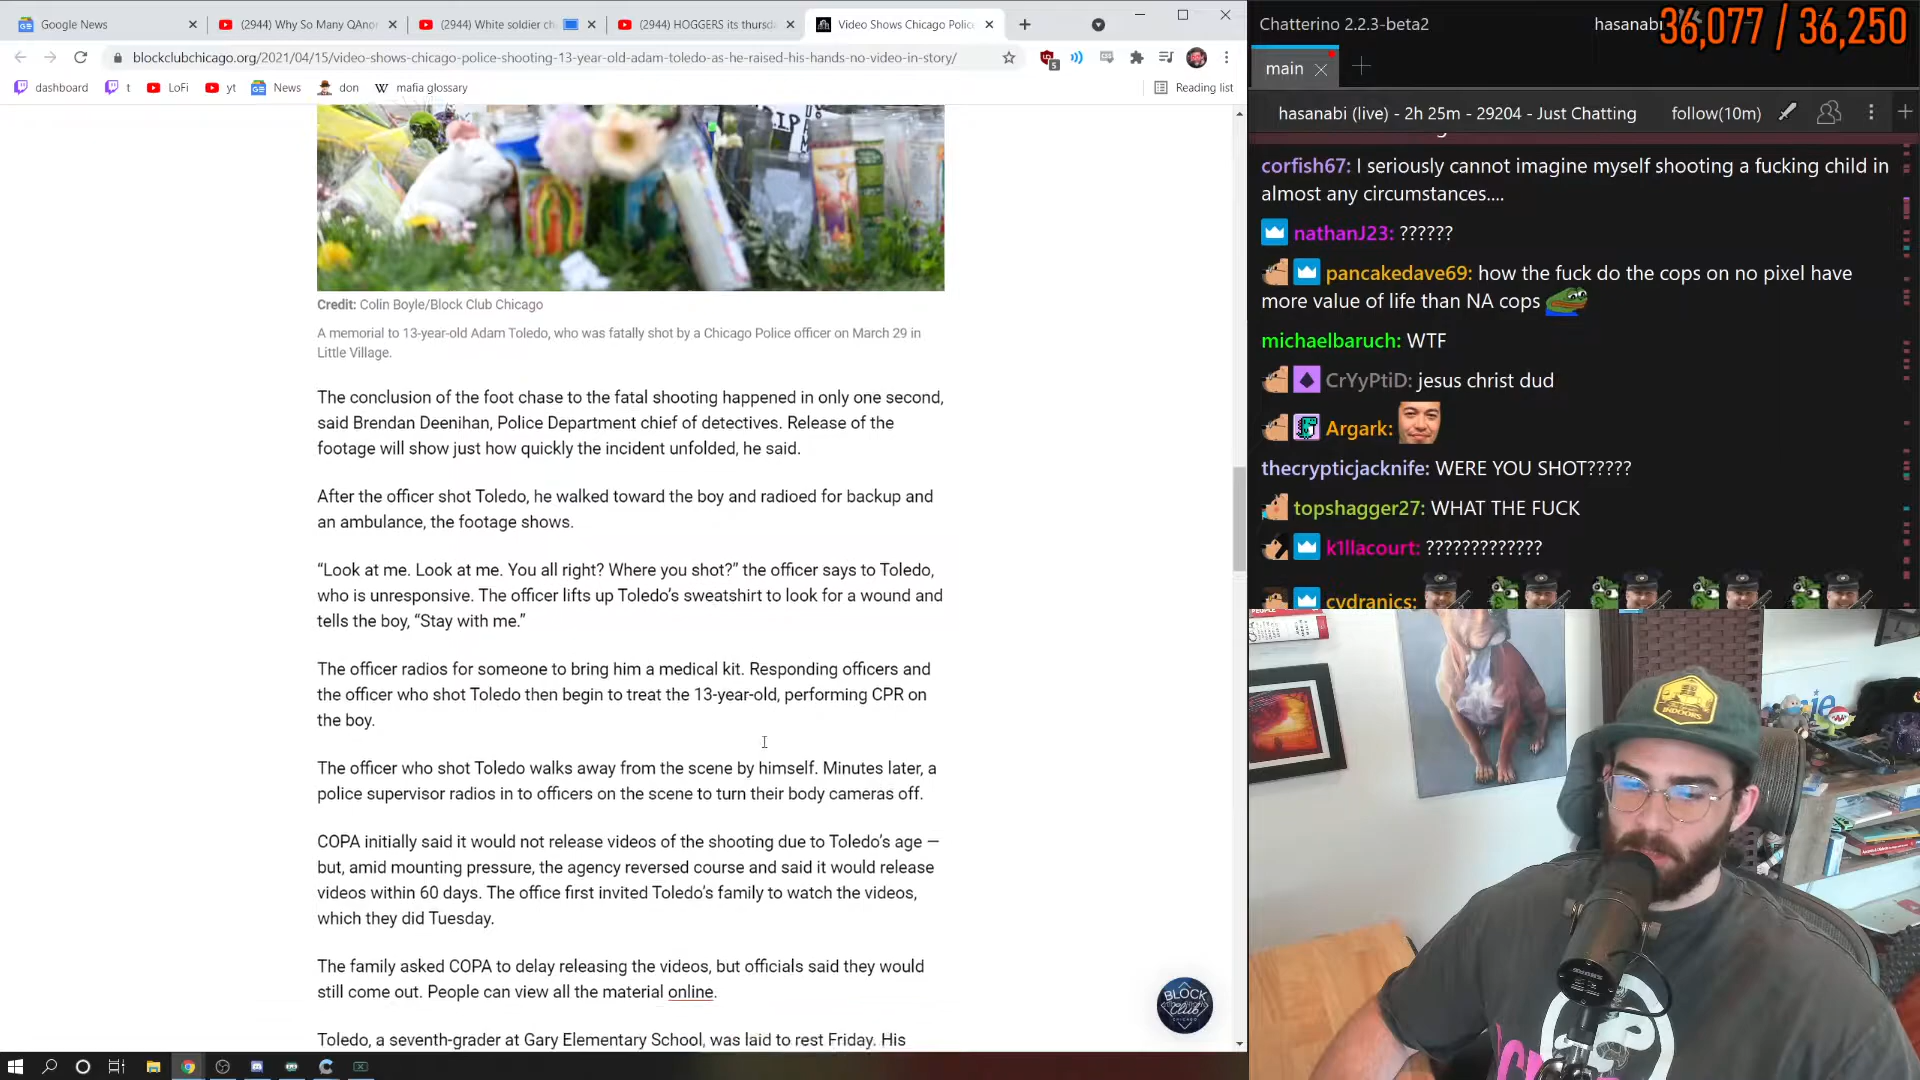 Google News
(2944) Why So Many QAnon
(2944) White soldier ch
(2944) HOGGERS its thursd
Video Shows Chicago Police
blockclubchicago.org/2021/04/15/video-shows-chicago-police-shooting-13-year-old-adam-toledo-as-he-raised-his-hands-no-video-in-story/
dashboard
t
LoFi
yt
News
don
mafia glossary
Reading list
RIP
Credit: Colin Boyle/Block Club Chicago
A memorial to 13-year-old Adam Toledo, who was fatally shot by a Chicago Police officer on March 29 in
Little Village.
The conclusion of the foot chase to the fatal shooting happened in only one second,
said Brendan Deenihan, Police Department chief of detectives. Release of the
footage will show just how quickly the incident unfolded, he said.
After the officer shot Toledo, he walked toward the boy and radioed for backup and
an ambulance, the footage shows.
“Look at me. Look at me. You all right? Where you shot?” the officer says to Toledo,
who is unresponsive. The officer lifts up Toledo’s sweatshirt to look for a wound and
tells the boy, “Stay with me.”
The officer radios for someone to bring him a medical kit. Responding officers and
the officer who shot Toledo then begin to treat the 13-year-old, performing CPR on
the boy.
The officer who shot Toledo walks away from the scene by himself. Minutes later, a
police supervisor radios in to officers on the scene to turn their body cameras off.
COPA initially said it would not release videos of the shooting due to Toledo’s age —
but, amid mounting pressure, the agency reversed course and said it would release
videos within 60 days. The office first invited Toledo’s family to watch the videos,
which they did Tuesday.
The family asked COPA to delay releasing the videos, but officials said they would
still come out. People can view all the material online.
Toledo, a seventh-grader at Gary Elementary School, was laid to rest Friday. His
BLOCK
CLUB
CHICAGO
Chatterino 2.2.3-beta2
hasanabi
36,077 / 36,250
main
hasanabi (live) - 2h 25m - 29204 - Just Chatting
follow(10m)
corfish67: I seriously cannot imagine myself shooting a fucking child in
almost any circumstances....
nathanJ23: ??????
pancakedave69: how the fuck do the cops on no pixel have
more value of life than NA cops
michaelbaruch: WTF
CrYyPtiD: jesus christ dud
Argark:
thecrypticjacknife: WERE YOU SHOT?????
topshagger27: WHAT THE FUCK
k1llacourt: ?????????????
cydranics:
INDOORS